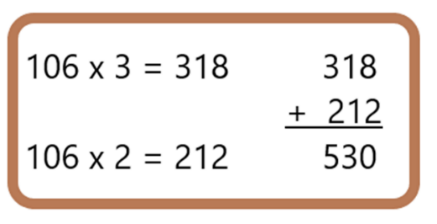 106 x 3 = 318
106 x 2 = 212
318
+ 212
530